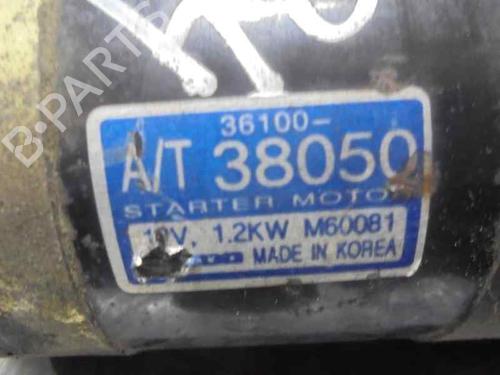 B-PARTS
36100-
A/T 38050
STARTER MOTOR
12V, 1.2KW M60081
MADE IN KOREA